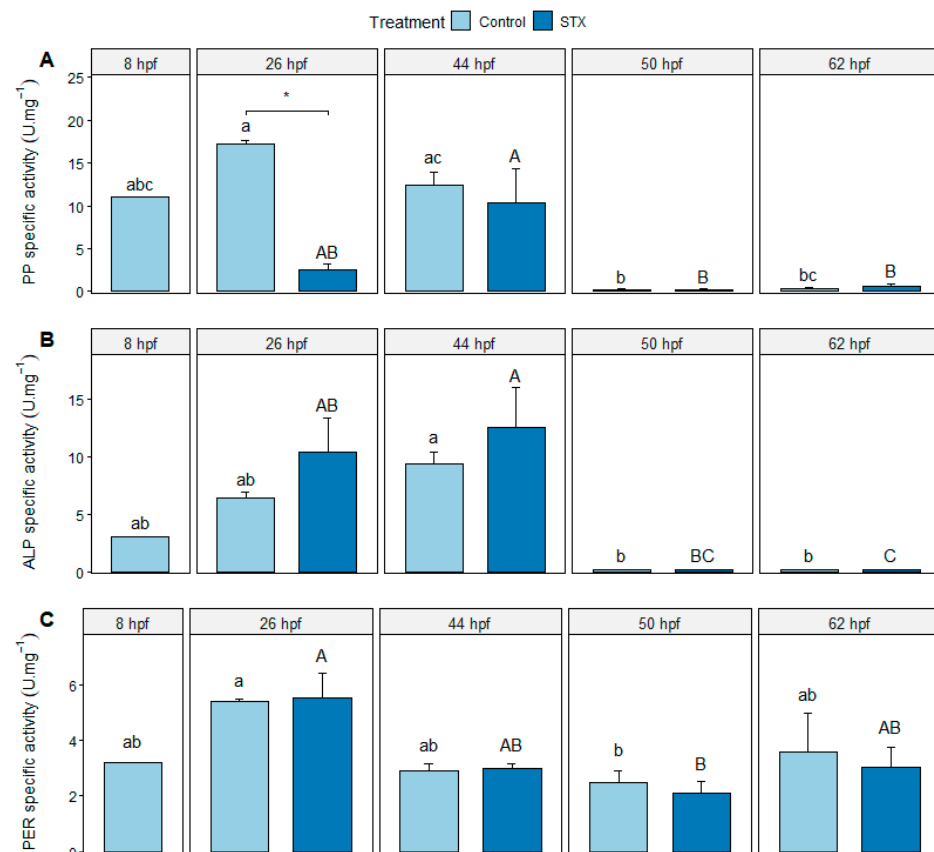 Treatment Control STX
A 8 hpf 26 hpf 44 hpf 50 hpf 62 hpf
PP specific activity (U.mg⁻¹)
25
20
15
10
5
0
*
abc a AB ac A b B bc B
B 8 hpf 26 hpf 44 hpf 50 hpf 62 hpf
ALP specific activity (U.mg⁻¹)
15
10
5
0
ab ab AB a A b BC b C
C 8 hpf 26 hpf 44 hpf 50 hpf 62 hpf
PER specific activity (U.mg⁻¹)
6
4
2
0
ab a A ab AB b B ab AB